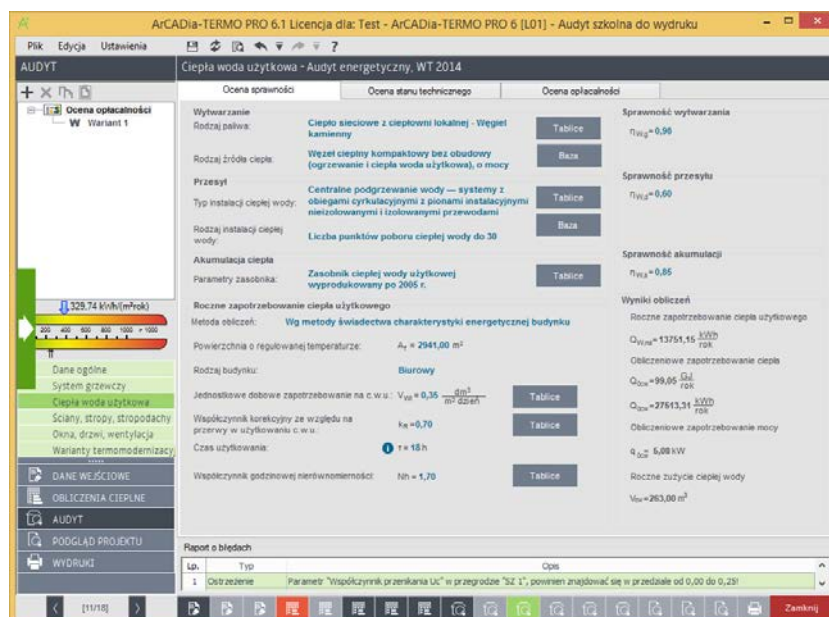 ArCADia-TERMO PRO 6.1 Licencja dla: Test - ArCADia-TERMO PRO 6 [L01] - Audyt szkolna do wydruku
Plik Edycja Ustawienia
AUDYT
Ciepła woda użytkowa - Audyt energetyczny, WT 2014
Ocena opłacalności
W Wariant 1
329,74 kWh/(m²rok)
200 400 600 800 1000 > 1000
Dane ogólne
System grzewczy
Ciepła woda użytkowa
Ściany, stropy, stropodachy
Okna, drzwi, wentylacja
Warianty termomodernizacy
DANE WEJŚCIOWE
OBLICZENIA CIEPLNE
AUDYT
PODGLĄD PROJEKTU
WYDRUKI
[11/18]
Ocena sprawności Ocena stanu technicznego Ocena opłacalności
Wytwarzanie
Rodzaj paliwa: Ciepło sieciowe z ciepłowni lokalnej - Węgiel kamienny Tablice
Rodzaj źródła ciepła: Węzeł cieplny kompaktowy bez obudowy (ogrzewanie i ciepła woda użytkowa), o mocy Baza
Przesył
Typ instalacji ciepłej wody: Centralne podgrzewanie wody — systemy z obiegami cyrkulacyjnymi z pionami instalacyjnymi nieizolowanymi i izolowanymi przewodami Tablice
Rodzaj instalacji ciepłej wody: Liczba punktów poboru ciepłej wody do 30 Baza
Akumulacja ciepła
Parametry zasobnika: Zasobnik ciepłej wody użytkowej wyprodukowany po 2005 r. Tablice
Roczne zapotrzebowanie ciepła użytkowego
Metoda obliczeń: Wg metody świadectwa charakterystyki energetycznej budynku
Powierzchnia o regulowanej temperaturze: Af = 2941,00 m²
Rodzaj budynku: Biurowy
Jednostkowe dobowe zapotrzebowanie na c.w.u.: VWi = 0,35 dm³/m² dzień Tablice
Współczynnik korekcyjny ze względu na przerwy w użytkowaniu c.w.u.: kR =0,70 Tablice
Czas użytkowania: τ = 18 h
Współczynnik godzinowej nierównomierności: Nh = 1,70 Tablice
Sprawność wytwarzania
ηW,g=0,98
Sprawność przesyłu
ηW,d=0,60
Sprawność akumulacji
ηW,s=0,85
Wyniki obliczeń
Roczne zapotrzebowanie ciepła użytkowego
QW,nd=13751,15 kWh/rok
Obliczeniowe zapotrzebowanie ciepła
Q0cw=99,05 GJ/rok
Q0cw=27513,31 kWh/rok
Obliczeniowe zapotrzebowanie mocy
q0cw= 5,08 kW
Roczne zużycie ciepłej wody
=263,00 m³
Raport o błędach
Lp. Typ Opis
1 Ostrzeżenie Parametr "Współczynnik przenikania Uc" w przegrodzie "SZ 1", powinien znajdować się w przedziale od 0,00 do 0,25!
Zamknij